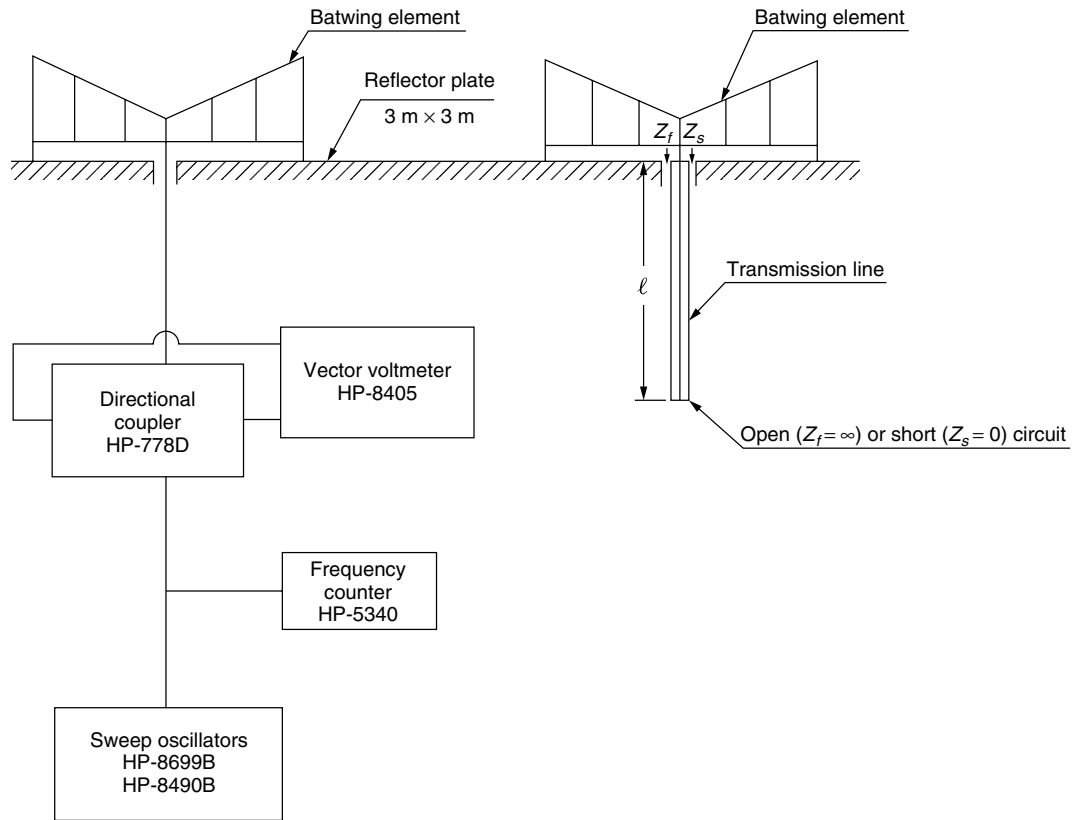 Batwing element
Batwing element
Reflector plate
3 m × 3 m
Z_f
Z_s
ℓ
Transmission line
Vector voltmeter
HP-8405
Directional
coupler
HP-778D
Open (Z_f = ∞) or short (Z_s = 0) circuit
Frequency
counter
HP-5340
Sweep oscillators
HP-8699B
HP-8490B